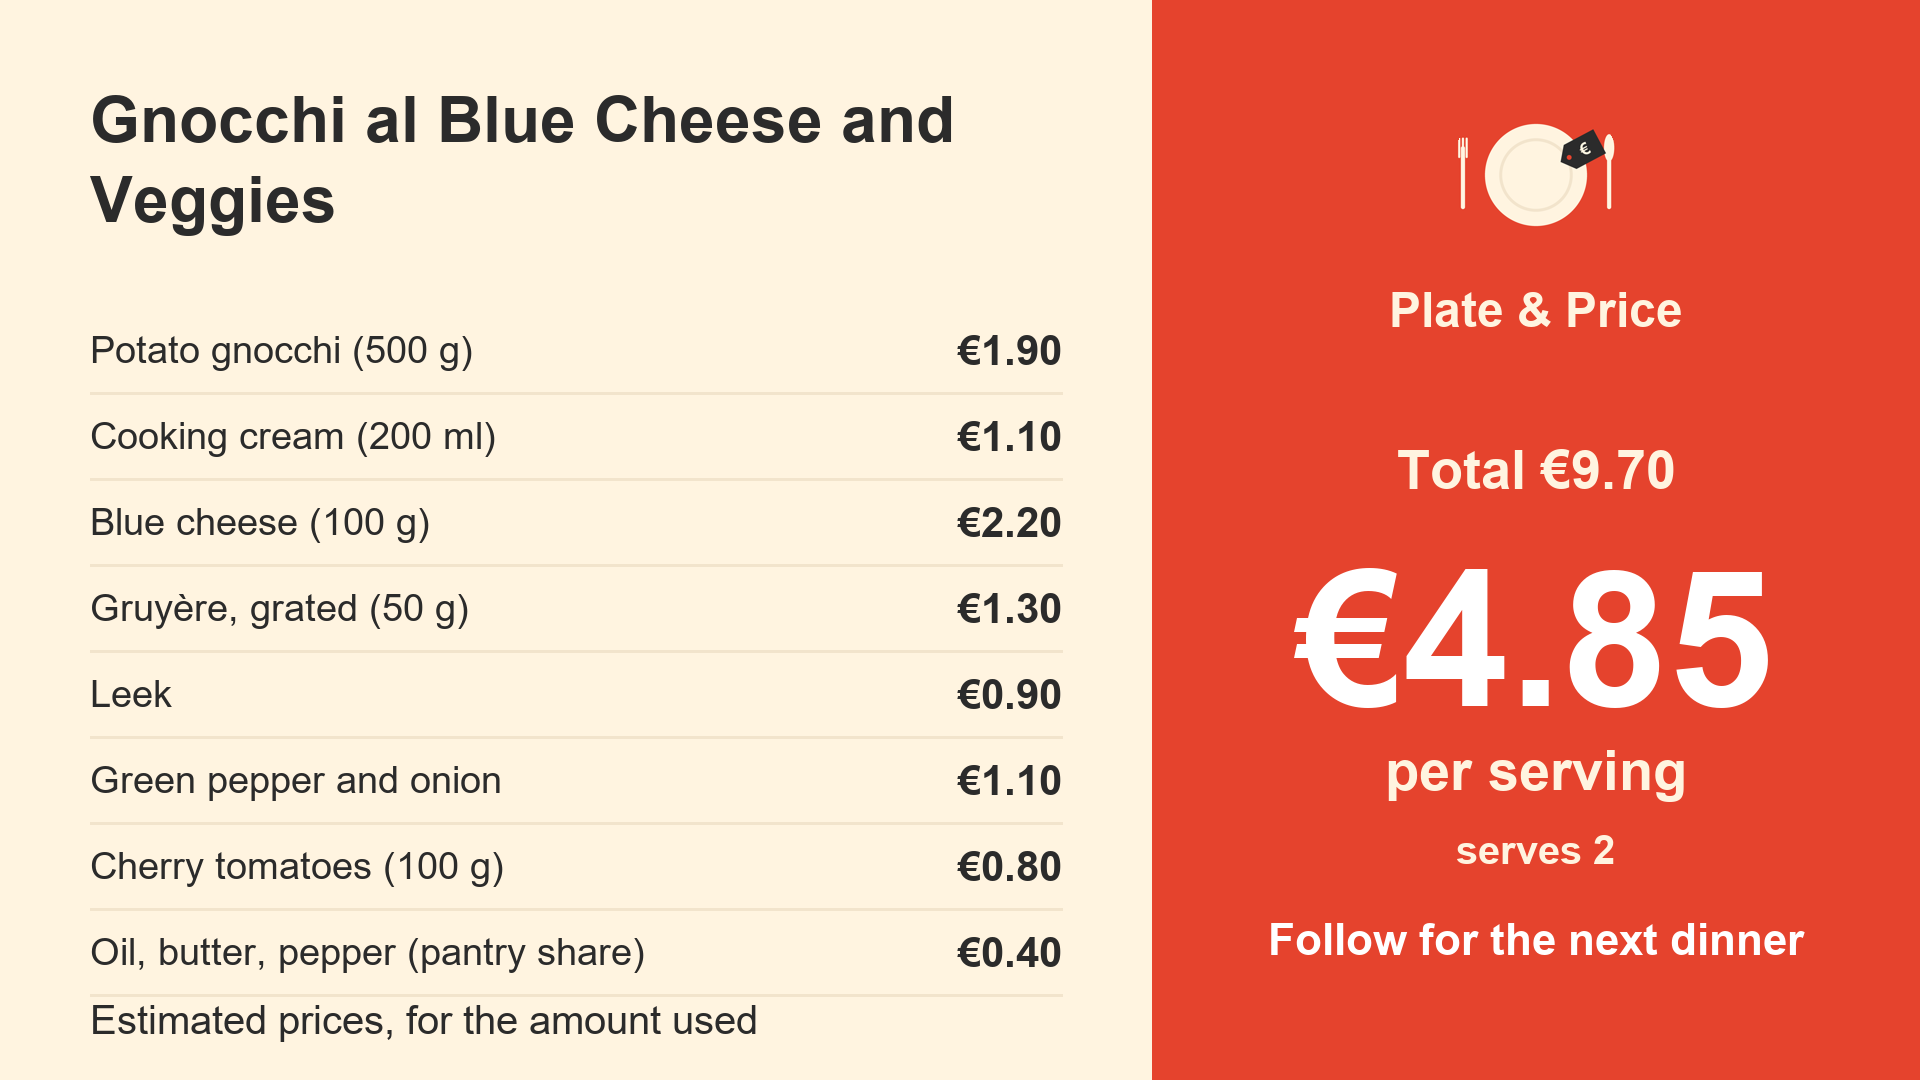 Gnocchi al Blue Cheese and
Veggies
Potato gnocchi (500 g) €1.90
Cooking cream (200 ml) €1.10
Blue cheese (100 g) €2.20
Gruyère, grated (50 g) €1.30
Leek €0.90
Green pepper and onion €1.10
Cherry tomatoes (100 g) €0.80
Oil, butter, pepper (pantry share) €0.40
Estimated prices, for the amount used
€
Plate & Price
Total €9.70
€4.85
per serving
serves 2
Follow for the next dinner